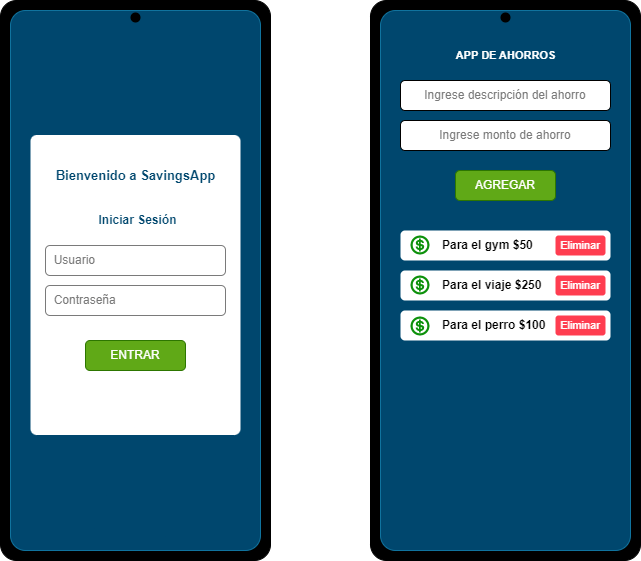 Bienvenido a SavingsApp
Iniciar Sesión
Usuario
Contraseña
ENTRAR
APP DE AHORROS
Ingrese descripción del ahorro
Ingrese monto de ahorro
AGREGAR
Para el gym $50 Eliminar
Para el viaje $250 Eliminar
Para el perro $100 Eliminar